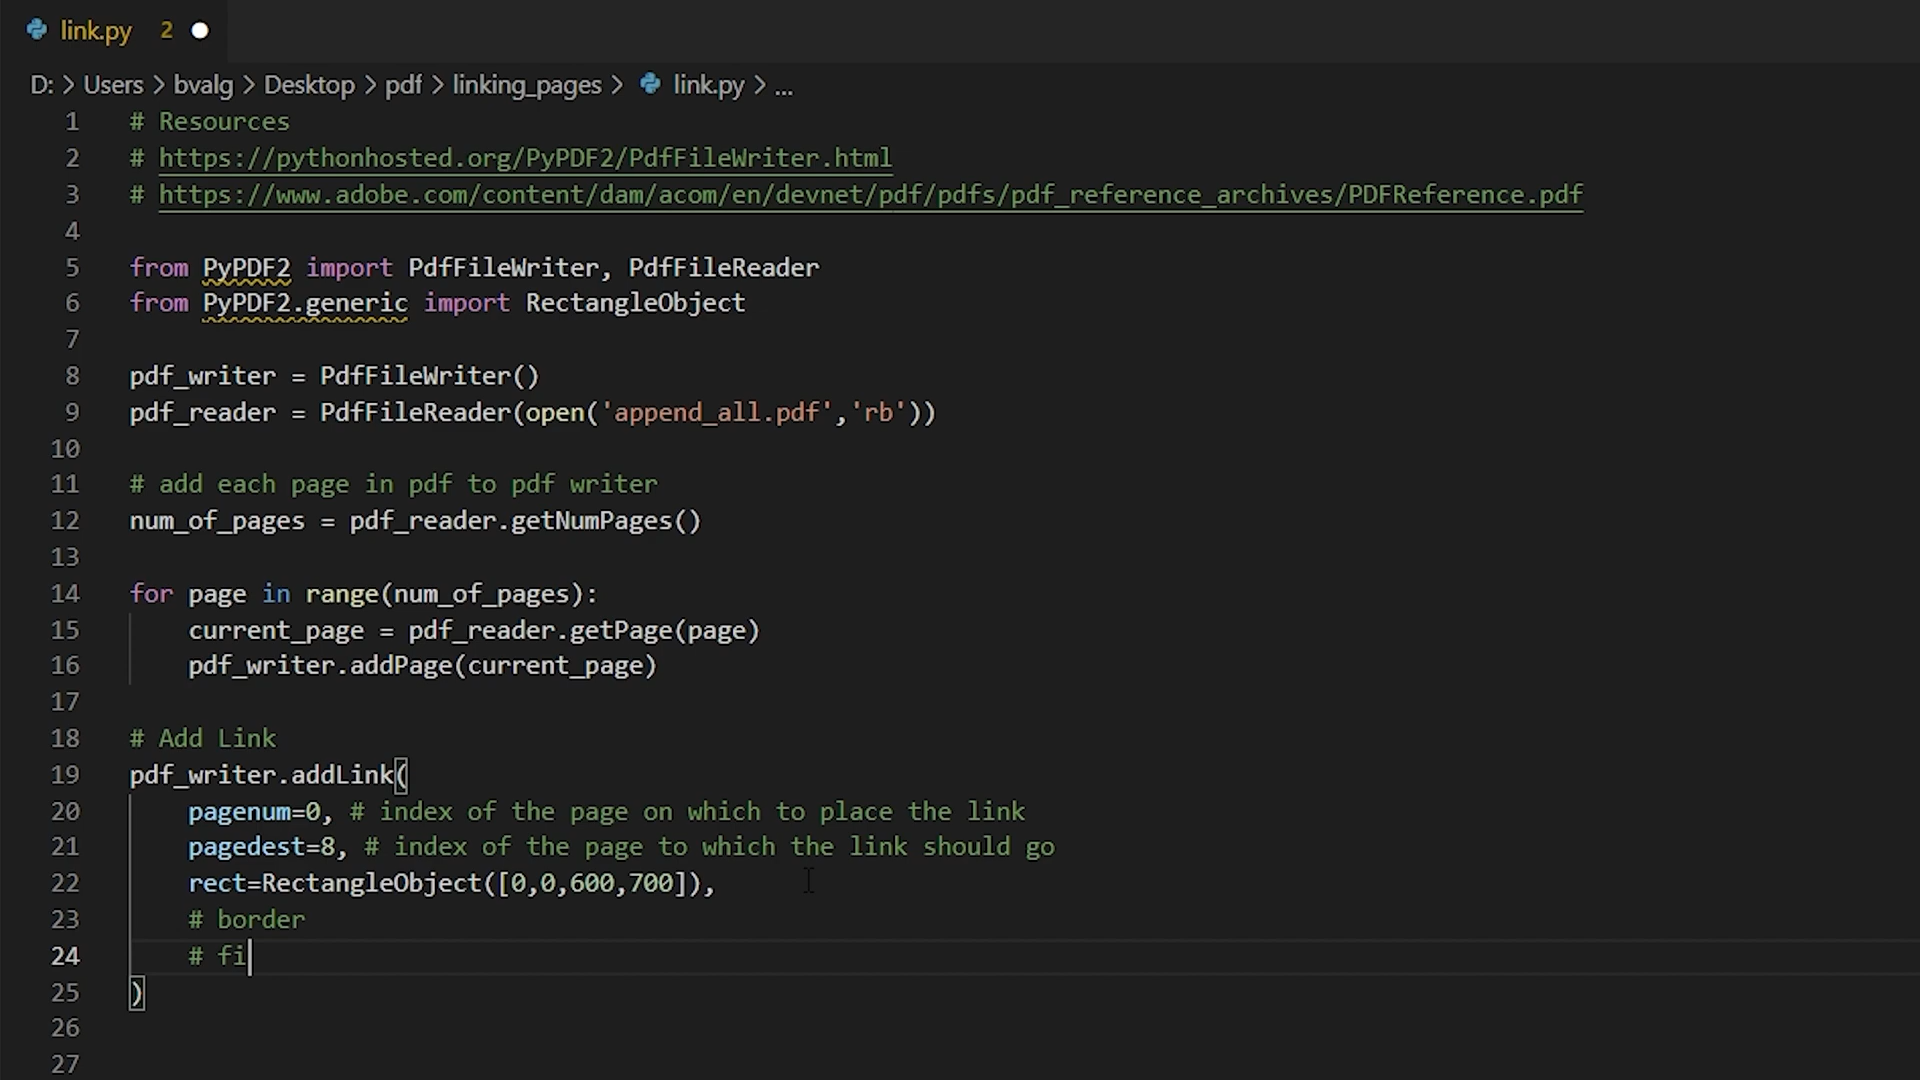 link.py 2
D: > Users > bvalg > Desktop > pdf > linking_pages > link.py > ...
1 # Resources
2 # https://pythonhosted.org/PyPDF2/PdfFileWriter.html
3 # https://www.adobe.com/content/dam/acom/en/devnet/pdf/pdfs/pdf_reference_archives/PDFReference.pdf
4
5 from PyPDF2 import PdfFileWriter, PdfFileReader
6 from PyPDF2.generic import RectangleObject
7
8 pdf_writer = PdfFileWriter()
9 pdf_reader = PdfFileReader(open('append_all.pdf','rb'))
10
11 # add each page in pdf to pdf writer
12 num_of_pages = pdf_reader.getNumPages()
13
14 for page in range(num_of_pages):
15     current_page = pdf_reader.getPage(page)
16     pdf_writer.addPage(current_page)
17
18 # Add Link
19 pdf_writer.addLink(
20     pagenum=0, # index of the page on which to place the link
21     pagedest=8, # index of the page to which the link should go
22     rect=RectangleObject([0,0,600,700]),
23     # border
24     # fi
25 )
26
27